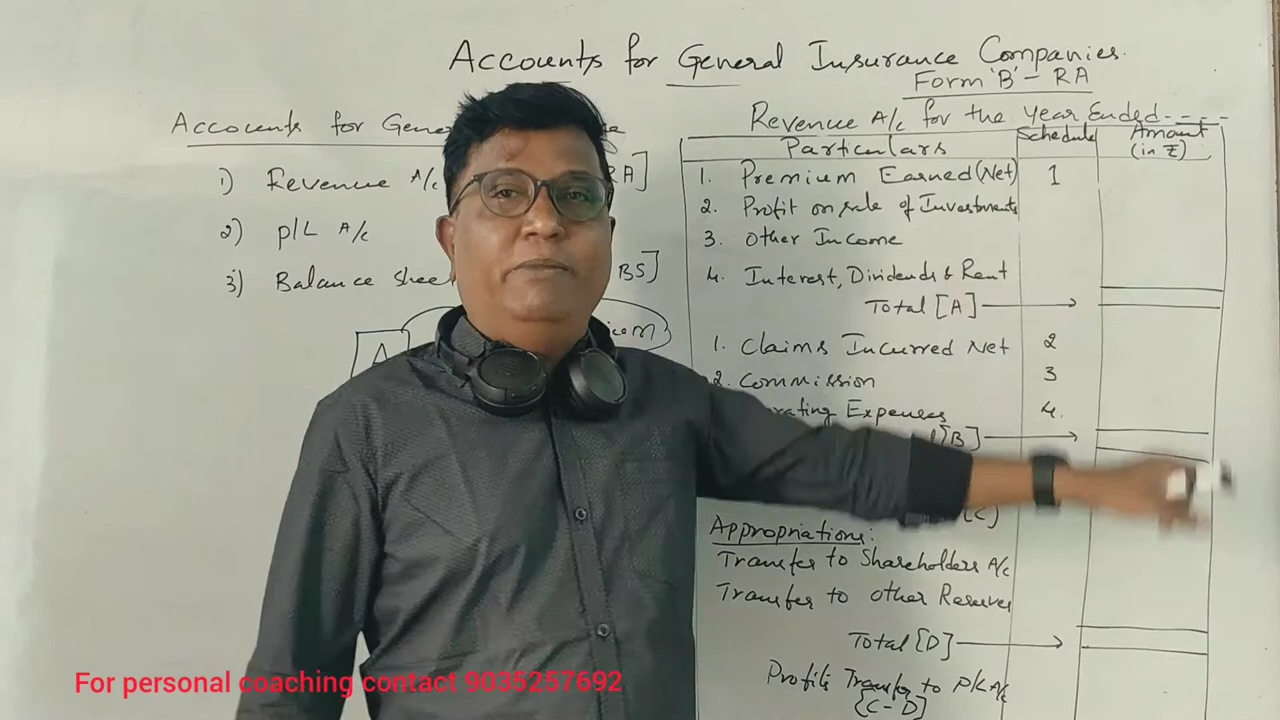 Accounts for General Insurance Companies.
Form 'B' - RA
Accounts for Gene
1) Revenue A/c RA]
2) P/L A/c
3) Balance Shee BS]
A
Revenue A/c for the Year Ended - - - -
Particulars Schedule Amount (in ₹)
1. Premium Earned (Net) 1
2. Profit on sale of Investments
3. Other Income
4. Interest, Dividends & Rent
Total [A]
1. Claims Incurred Net 2
2. Commission 3
rating Expenses 4.
[B]
(C)
Appropriations:
Transfer to Shareholders A/c
Transfer to other Reserves
Total [D]
Profits Transfer to P/L A/c
[C - D]
For personal coaching contact 9035257692